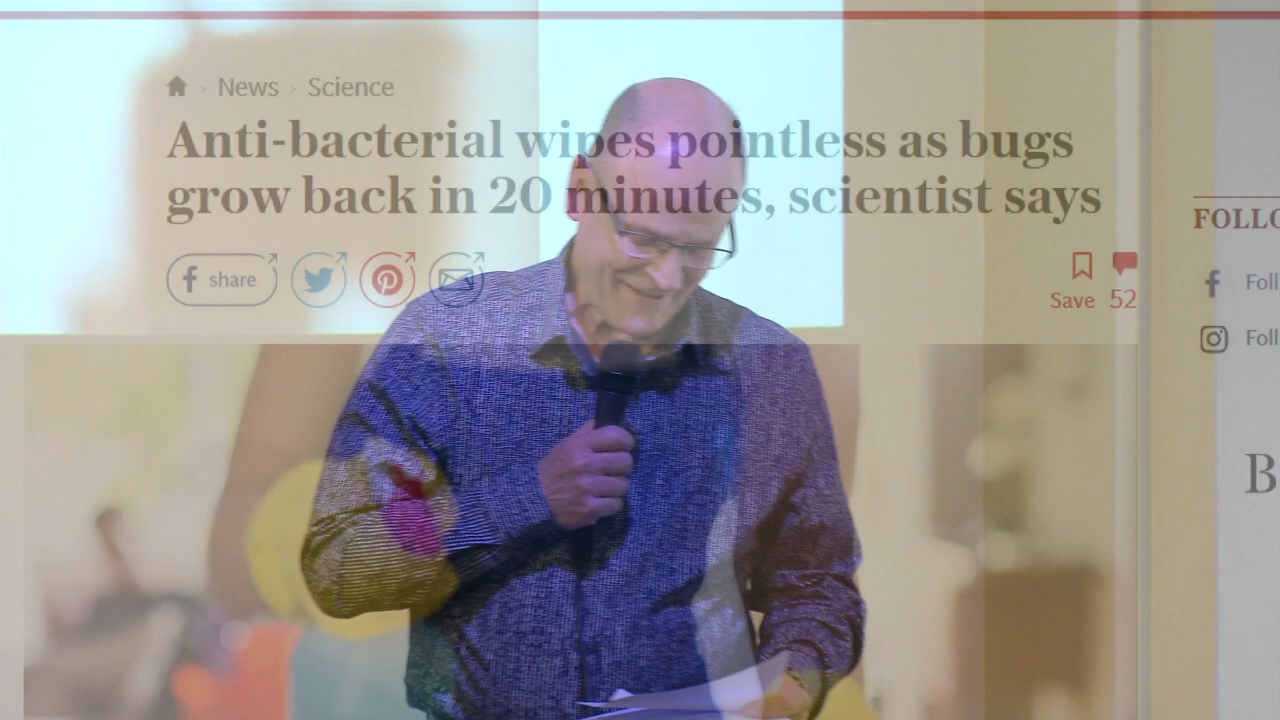 News › Science
Anti-bacterial wipes pointless as bugs
grow back in 20 minutes, scientist says
share
Save 52
FOLLO
Foll
Foll
B